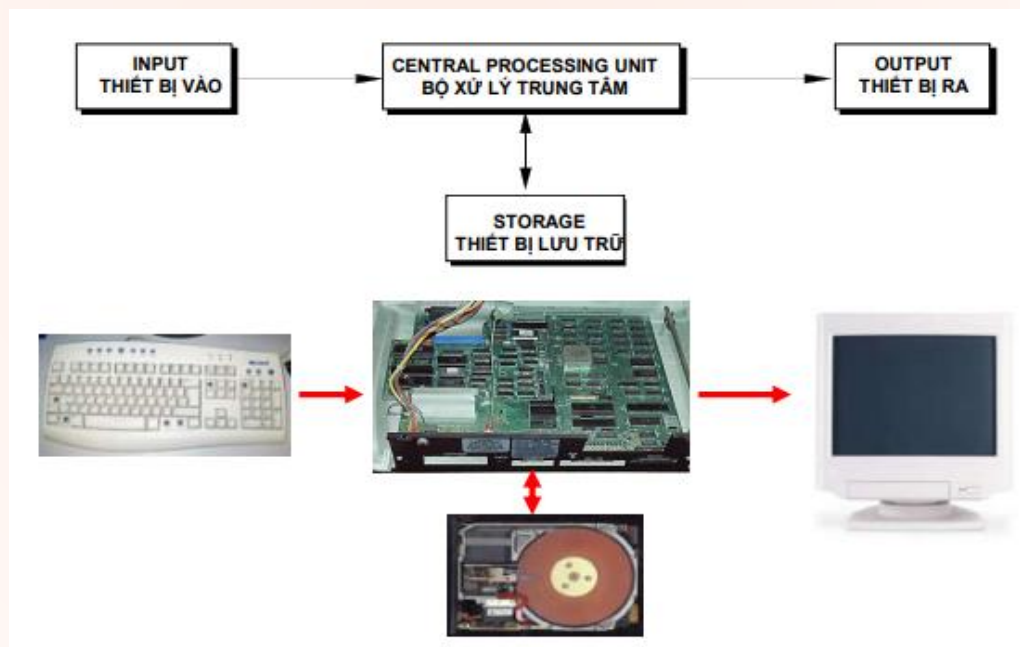 INPUT
THIẾT BỊ VÀO
CENTRAL PROCESSING UNIT
BỘ XỬ LÝ TRUNG TÂM
OUTPUT
THIẾT BỊ RA
STORAGE
THIẾT BỊ LƯU TRỮ